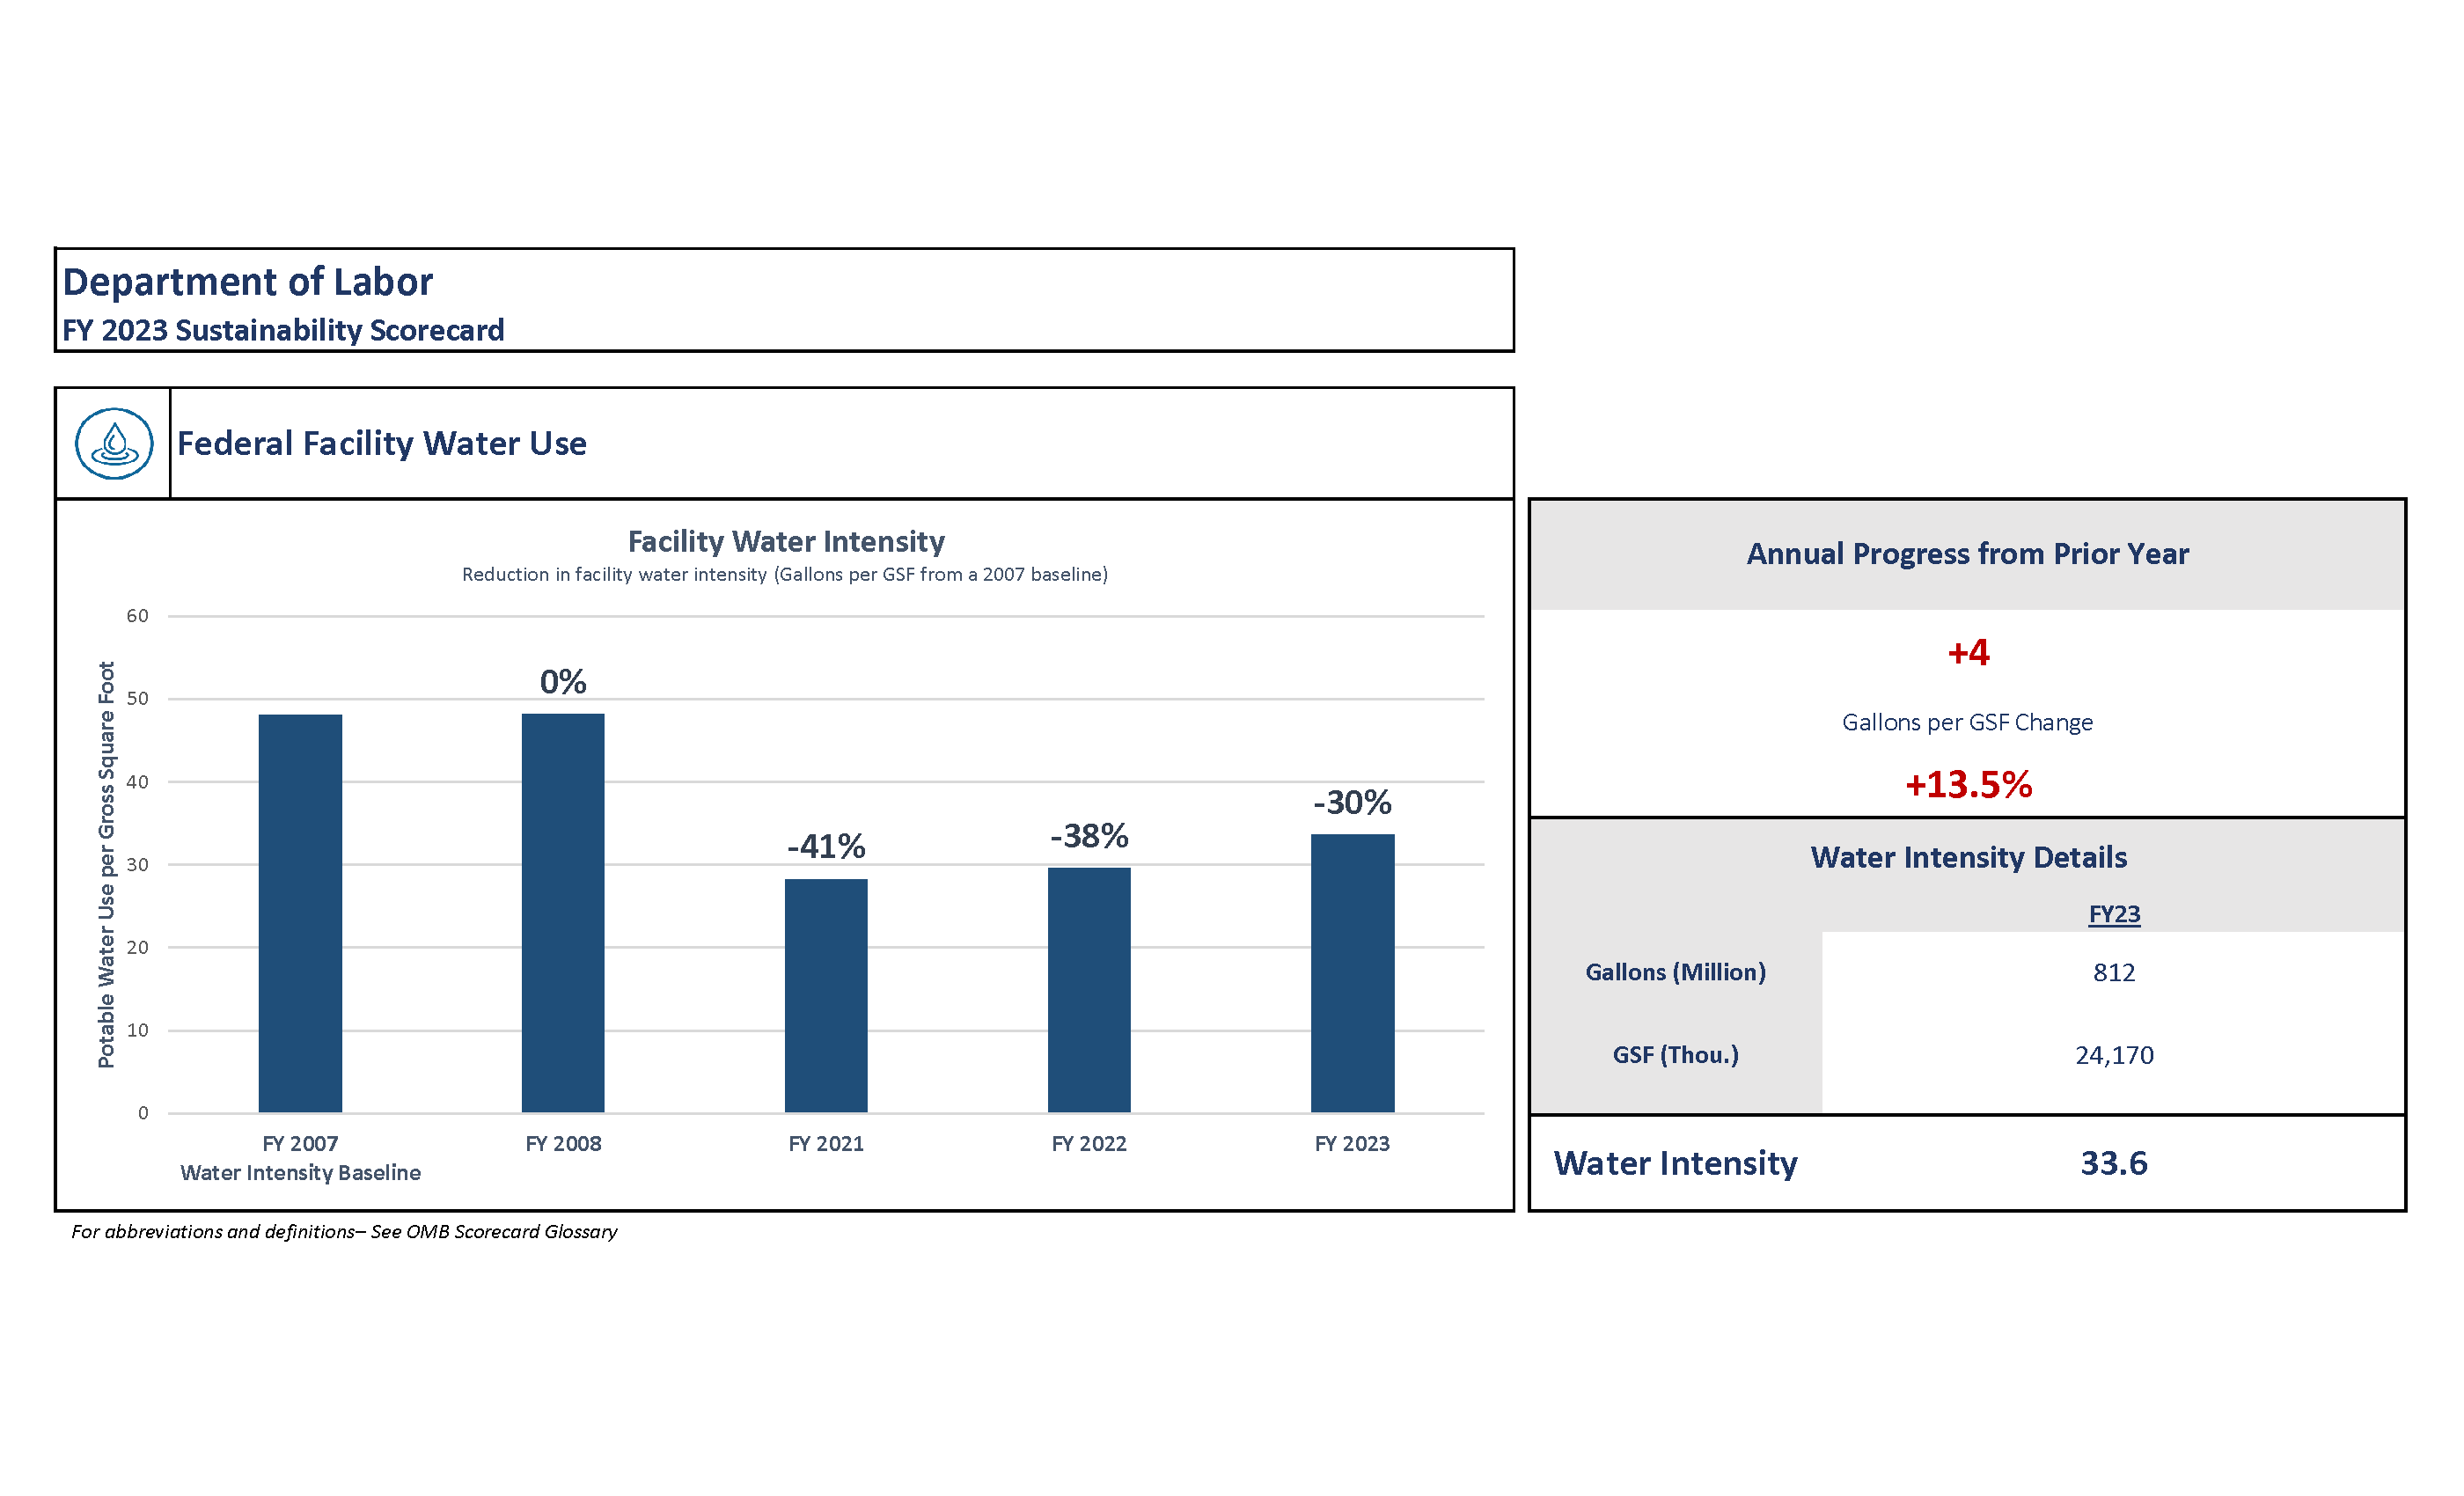 Department of Labor
FY 2023 Sustainability Scorecard
Federal Facility Water Use
Facility Water Intensity
Reduction in facility water intensity (Gallons per GSF from a 2007 baseline)
Potable Water Use per Gross Square Foot
60
50
40
30
20
10
0
0%
-41%
-38%
-30%
FY 2007
Water Intensity Baseline
FY 2008
FY 2021
FY 2022
FY 2023
For abbreviations and definitions– See OMB Scorecard Glossary
Annual Progress from Prior Year
+4
Gallons per GSF Change
+13.5%
Water Intensity Details
FY23
Gallons (Million) 812
GSF (Thou.) 24,170
Water Intensity 33.6